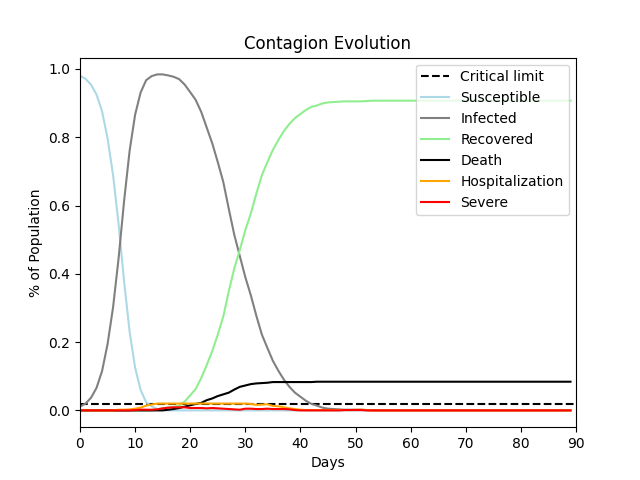 Contagion Evolution
1.0
0.8
0.6
0.4
0.2
0.0
% of Population
Critical limit
Susceptible
Infected
Recovered
Death
Hospitalization
Severe
0 10 20 30 40 50 60 70 80 90
Days